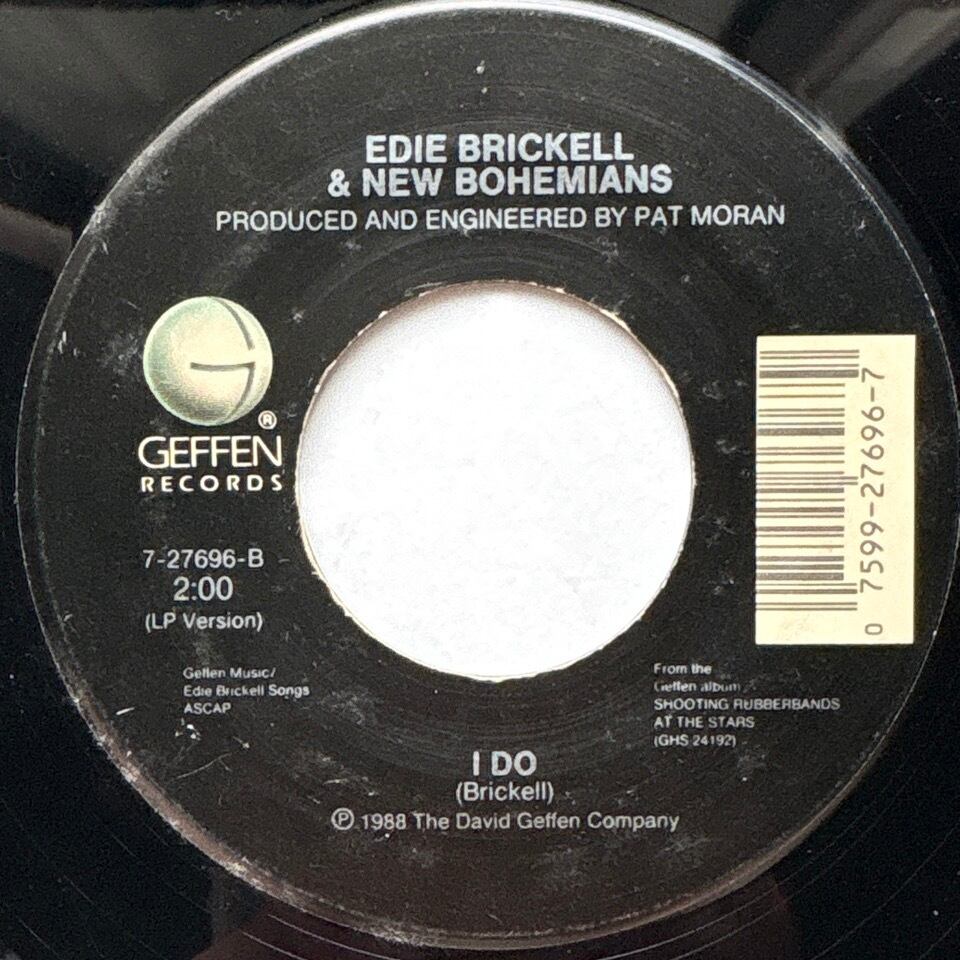 EDIE BRICKELL
& NEW BOHEMIANS
PRODUCED AND ENGINEERED BY PAT MORAN
G
®
GEFFEN
RECORDS
7-27696-B
2:00
(LP Version)
Geffen Music/
Edie Brickell Songs
ASCAP
0 7599-27696-7
From the
Geffen album
SHOOTING RUBBERBANDS
AT THE STARS
(GHS 24192)
I DO
(Brickell)
℗ 1988 The David Geffen Company